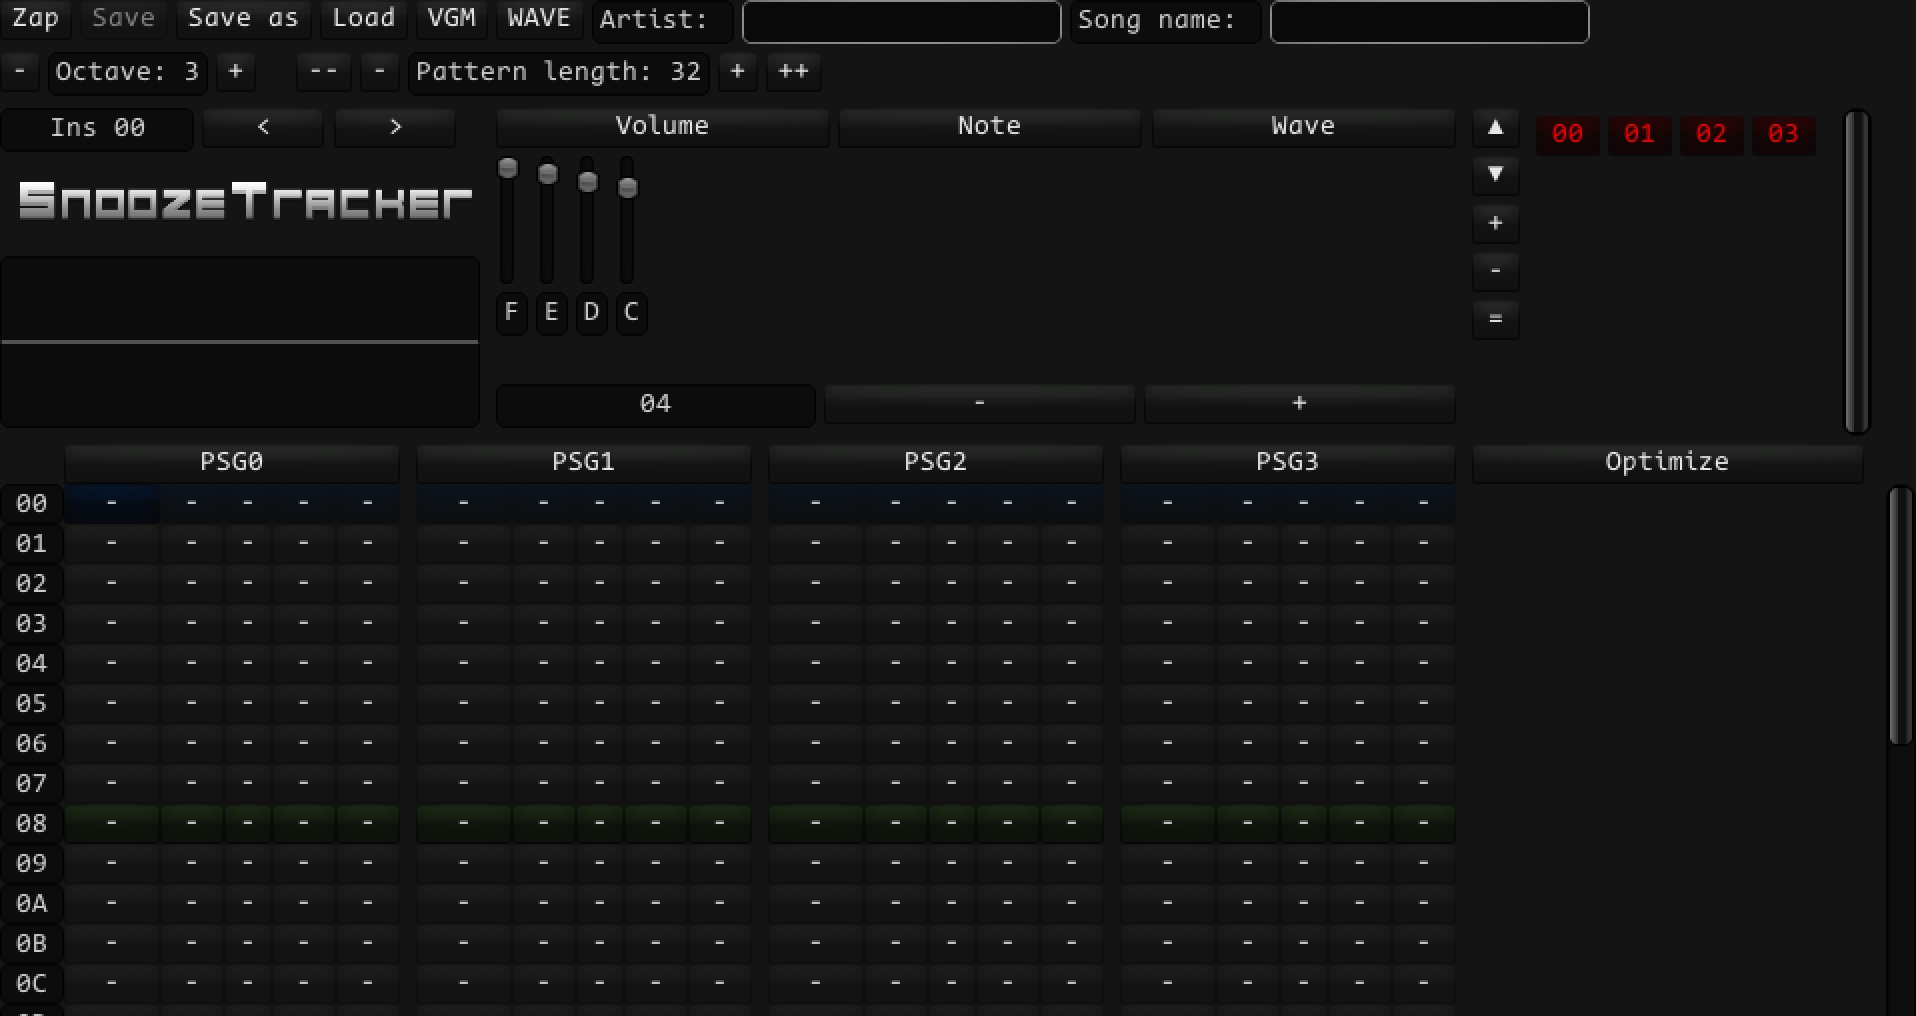 Zap Save Save as Load VGM WAVE Artist: Song name:
- Octave: 3 + -- - Pattern length: 32 + ++
Ins 00 < > Volume Note Wave ▲ 00 01 02 03
▼
SnoozeTracker
+
-
F E D C =
04 - +
PSG0 PSG1 PSG2 PSG3 Optimize
00 - - - - - - - - - - - - - - - - - - - -
01 - - - - - - - - - - - - - - - - - - - -
02 - - - - - - - - - - - - - - - - - - - -
03 - - - - - - - - - - - - - - - - - - - -
04 - - - - - - - - - - - - - - - - - - - -
05 - - - - - - - - - - - - - - - - - - - -
06 - - - - - - - - - - - - - - - - - - - -
07 - - - - - - - - - - - - - - - - - - - -
08 - - - - - - - - - - - - - - - - - - - -
09 - - - - - - - - - - - - - - - - - - - -
0A - - - - - - - - - - - - - - - - - - - -
0B - - - - - - - - - - - - - - - - - - - -
0C - - - - - - - - - - - - - - - - - - - -